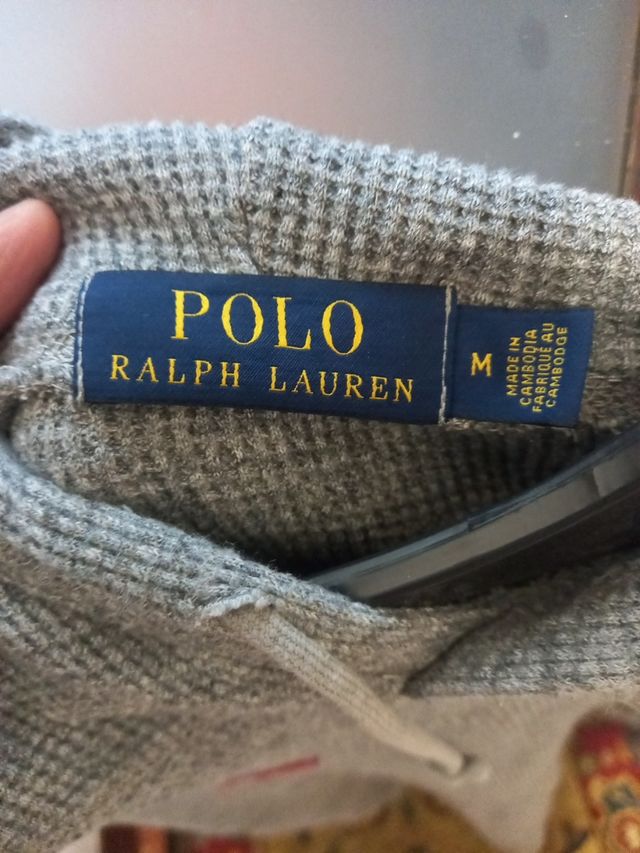 POLO
RALPH LAUREN
M
MADE IN
CAMBODIA
FABRIQUÉ AU
CAMBODGE